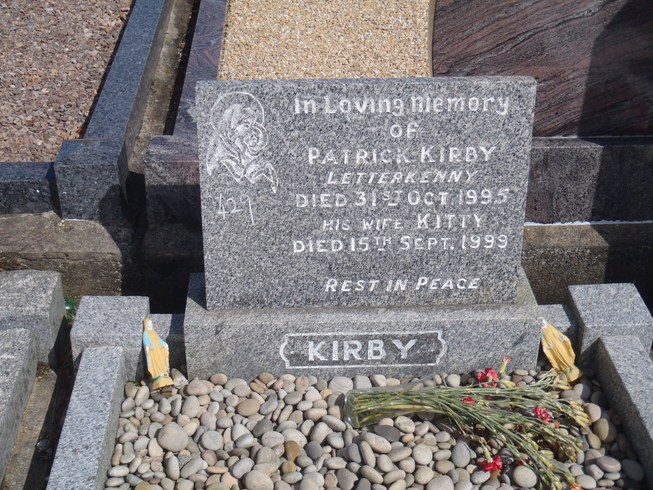 In Loving Memory
OF
PATRICK KIRBY
LETTERKENNY
DIED 31ST OCT. 1995
HIS WIFE KITTY
DIED 15TH SEPT. 1999
REST IN PEACE
429
KIRBY